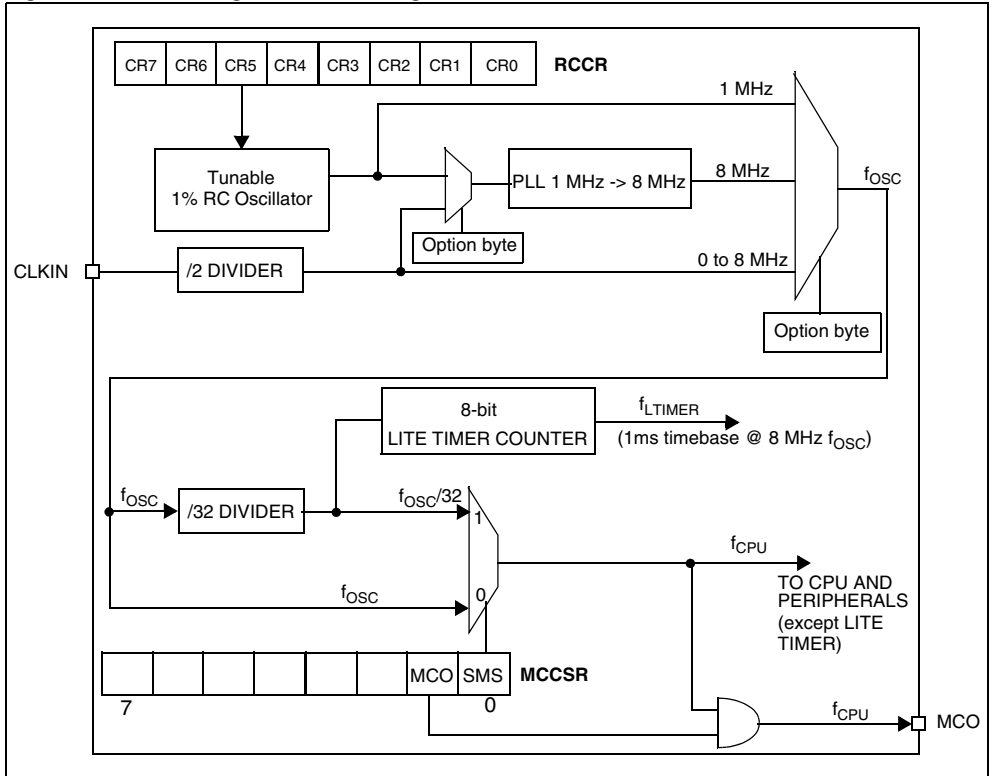 CR7 CR6 CR5 CR4 CR3 CR2 CR1 CR0 RCCR
1 MHz
Tunable
1% RC Oscillator
PLL 1 MHz -> 8 MHz
8 MHz
fOSC
Option byte
CLKIN
/2 DIVIDER
0 to 8 MHz
Option byte
8-bit
LITE TIMER COUNTER
fLTIMER
(1ms timebase @ 8 MHz fOSC)
fOSC
/32 DIVIDER
fOSC/32
1
fCPU
TO CPU AND
PERIPHERALS
(except LITE
TIMER)
fOSC
0
MCO SMS MCCSR
7 0
fCPU
MCO